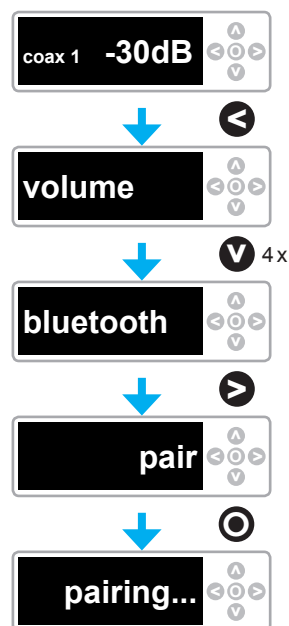 coax 1 -30dB
volume
4 x
bluetooth
pair
pairing...